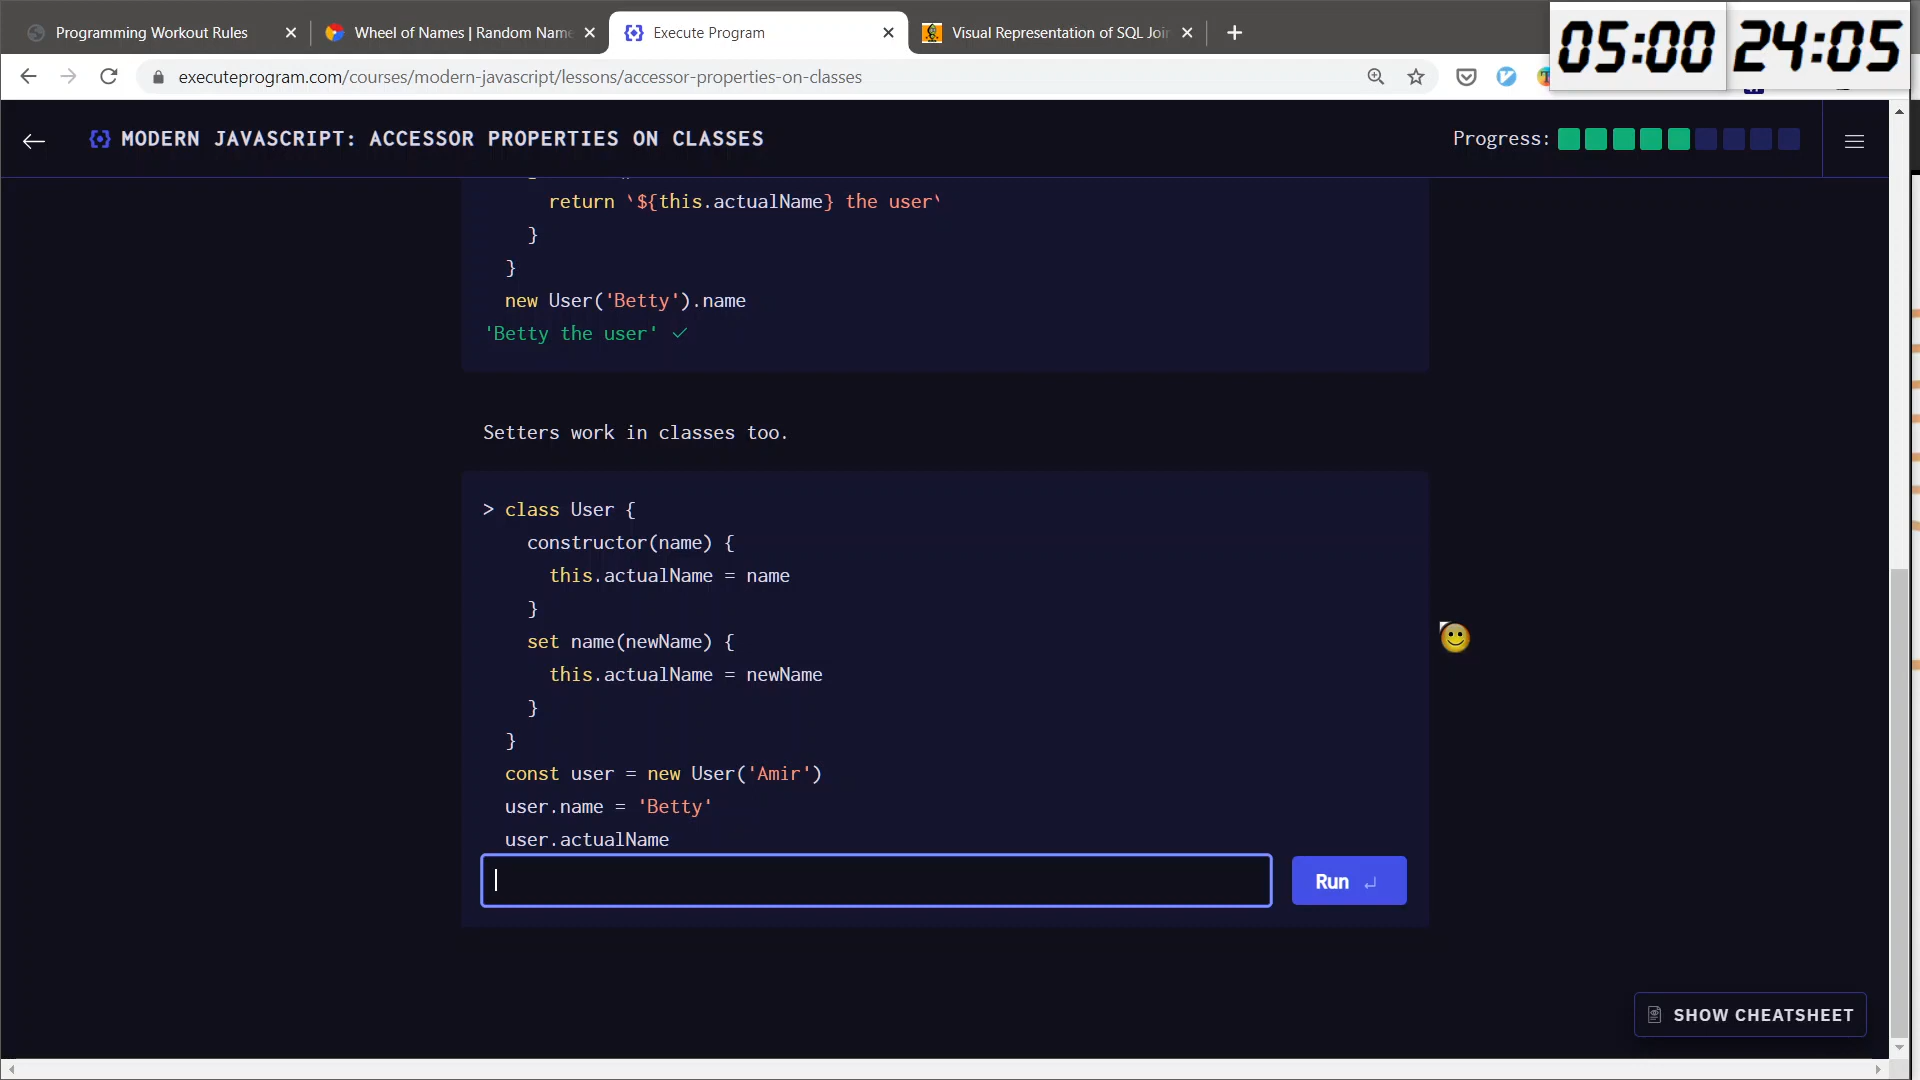 Programming Workout Rules
Wheel of Names | Random Name
Execute Program
Visual Representation of SQL Join
05:00
24:05
executeprogram.com/courses/modern-javascript/lessons/accessor-properties-on-classes
MODERN JAVASCRIPT: ACCESSOR PROPERTIES ON CLASSES
Progress:
return `${this.actualName} the user`
}
}
new User('Betty').name
'Betty the user' ✓
Setters work in classes too.
> class User {
constructor(name) {
this.actualName = name
}
set name(newName) {
this.actualName = newName
}
}
const user = new User('Amir')
user.name = 'Betty'
user.actualName
Run
SHOW CHEATSHEET